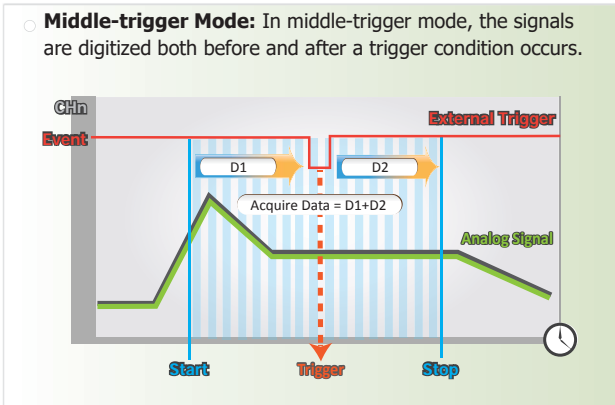 Middle-trigger Mode: In middle-trigger mode, the signals
are digitized both before and after a trigger condition occurs.
CHn
External Trigger
Event
D1
D2
Acquire Data = D1+D2
Analog Signal
Start
Trigger
Stop